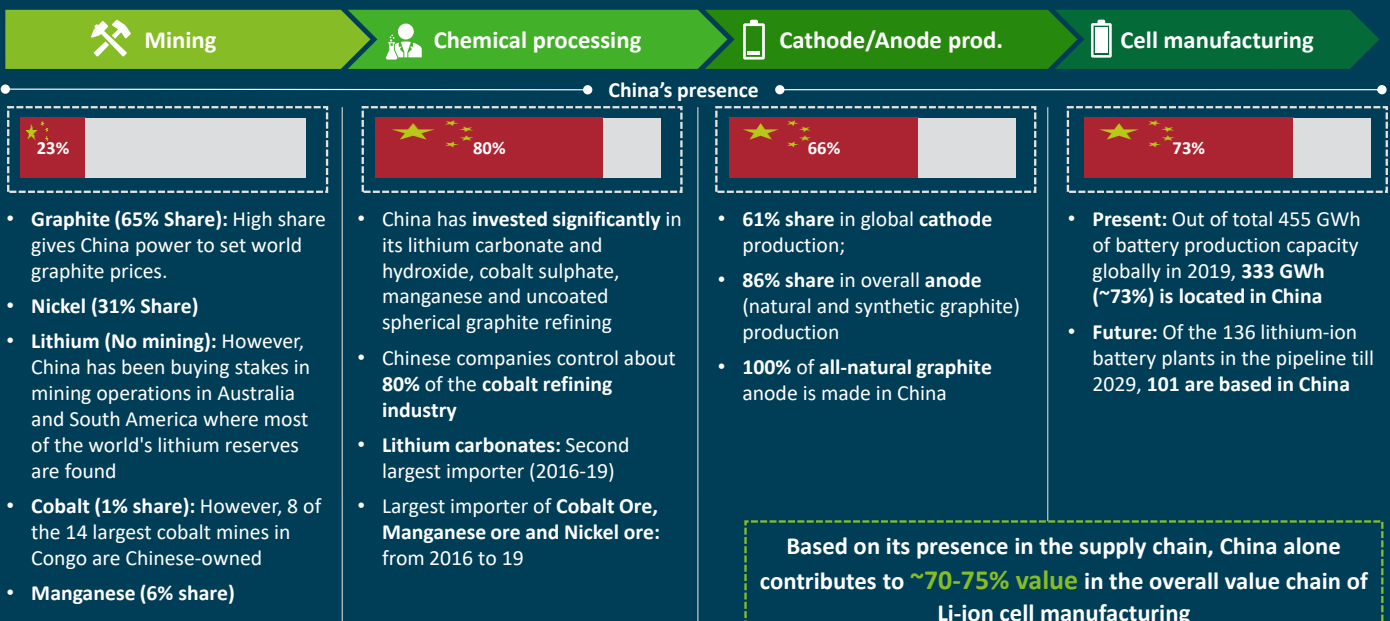 Mining
Chemical processing
Cathode/Anode prod.
Cell manufacturing
China's presence
23%
80%
66%
73%
• Graphite (65% Share): High share
gives China power to set world
graphite prices.
• Nickel (31% Share)
• Lithium (No mining): However,
China has been buying stakes in
mining operations in Australia
and South America where most
of the world's lithium reserves
are found
• Cobalt (1% share): However, 8 of
the 14 largest cobalt mines in
Congo are Chinese-owned
• Manganese (6% share)
• China has invested significantly in
its lithium carbonate and
hydroxide, cobalt sulphate,
manganese and uncoated
spherical graphite refining
• Chinese companies control about
80% of the cobalt refining
industry
• Lithium carbonates: Second
largest importer (2016-19)
• Largest importer of Cobalt Ore,
Manganese ore and Nickel ore:
from 2016 to 19
• 61% share in global cathode
production;
• 86% share in overall anode
(natural and synthetic graphite)
production
• 100% of all-natural graphite
anode is made in China
• Present: Out of total 455 GWh
of battery production capacity
globally in 2019, 333 GWh
(~73%) is located in China
• Future: Of the 136 lithium-ion
battery plants in the pipeline till
2029, 101 are based in China
Based on its presence in the supply chain, China alone
contributes to ~70-75% value in the overall value chain of
Li-ion cell manufacturing